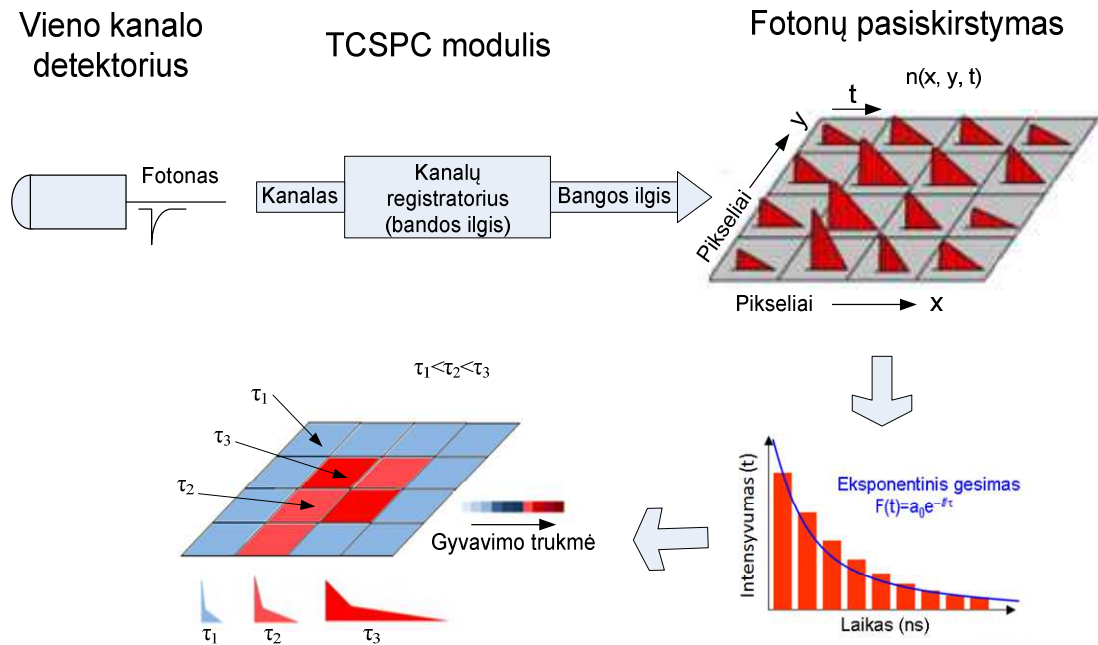 Vieno kanalo
detektorius
TCSPC modulis
Fotonų pasiskirstymas
n(x, y, t)
t
y
Pikseliai
Fotonas
Kanalas
Kanalų
registratorius
(bandos ilgis)
Bangos ilgis
Pikseliai
x
τ1<τ2<τ3
τ1
τ3
τ2
Gyvavimo trukmė
τ1
τ2
τ3
Intensyvumas (t)
Eksponentinis gesimas
F(t)=a0e−t/τ
Laikas (ns)